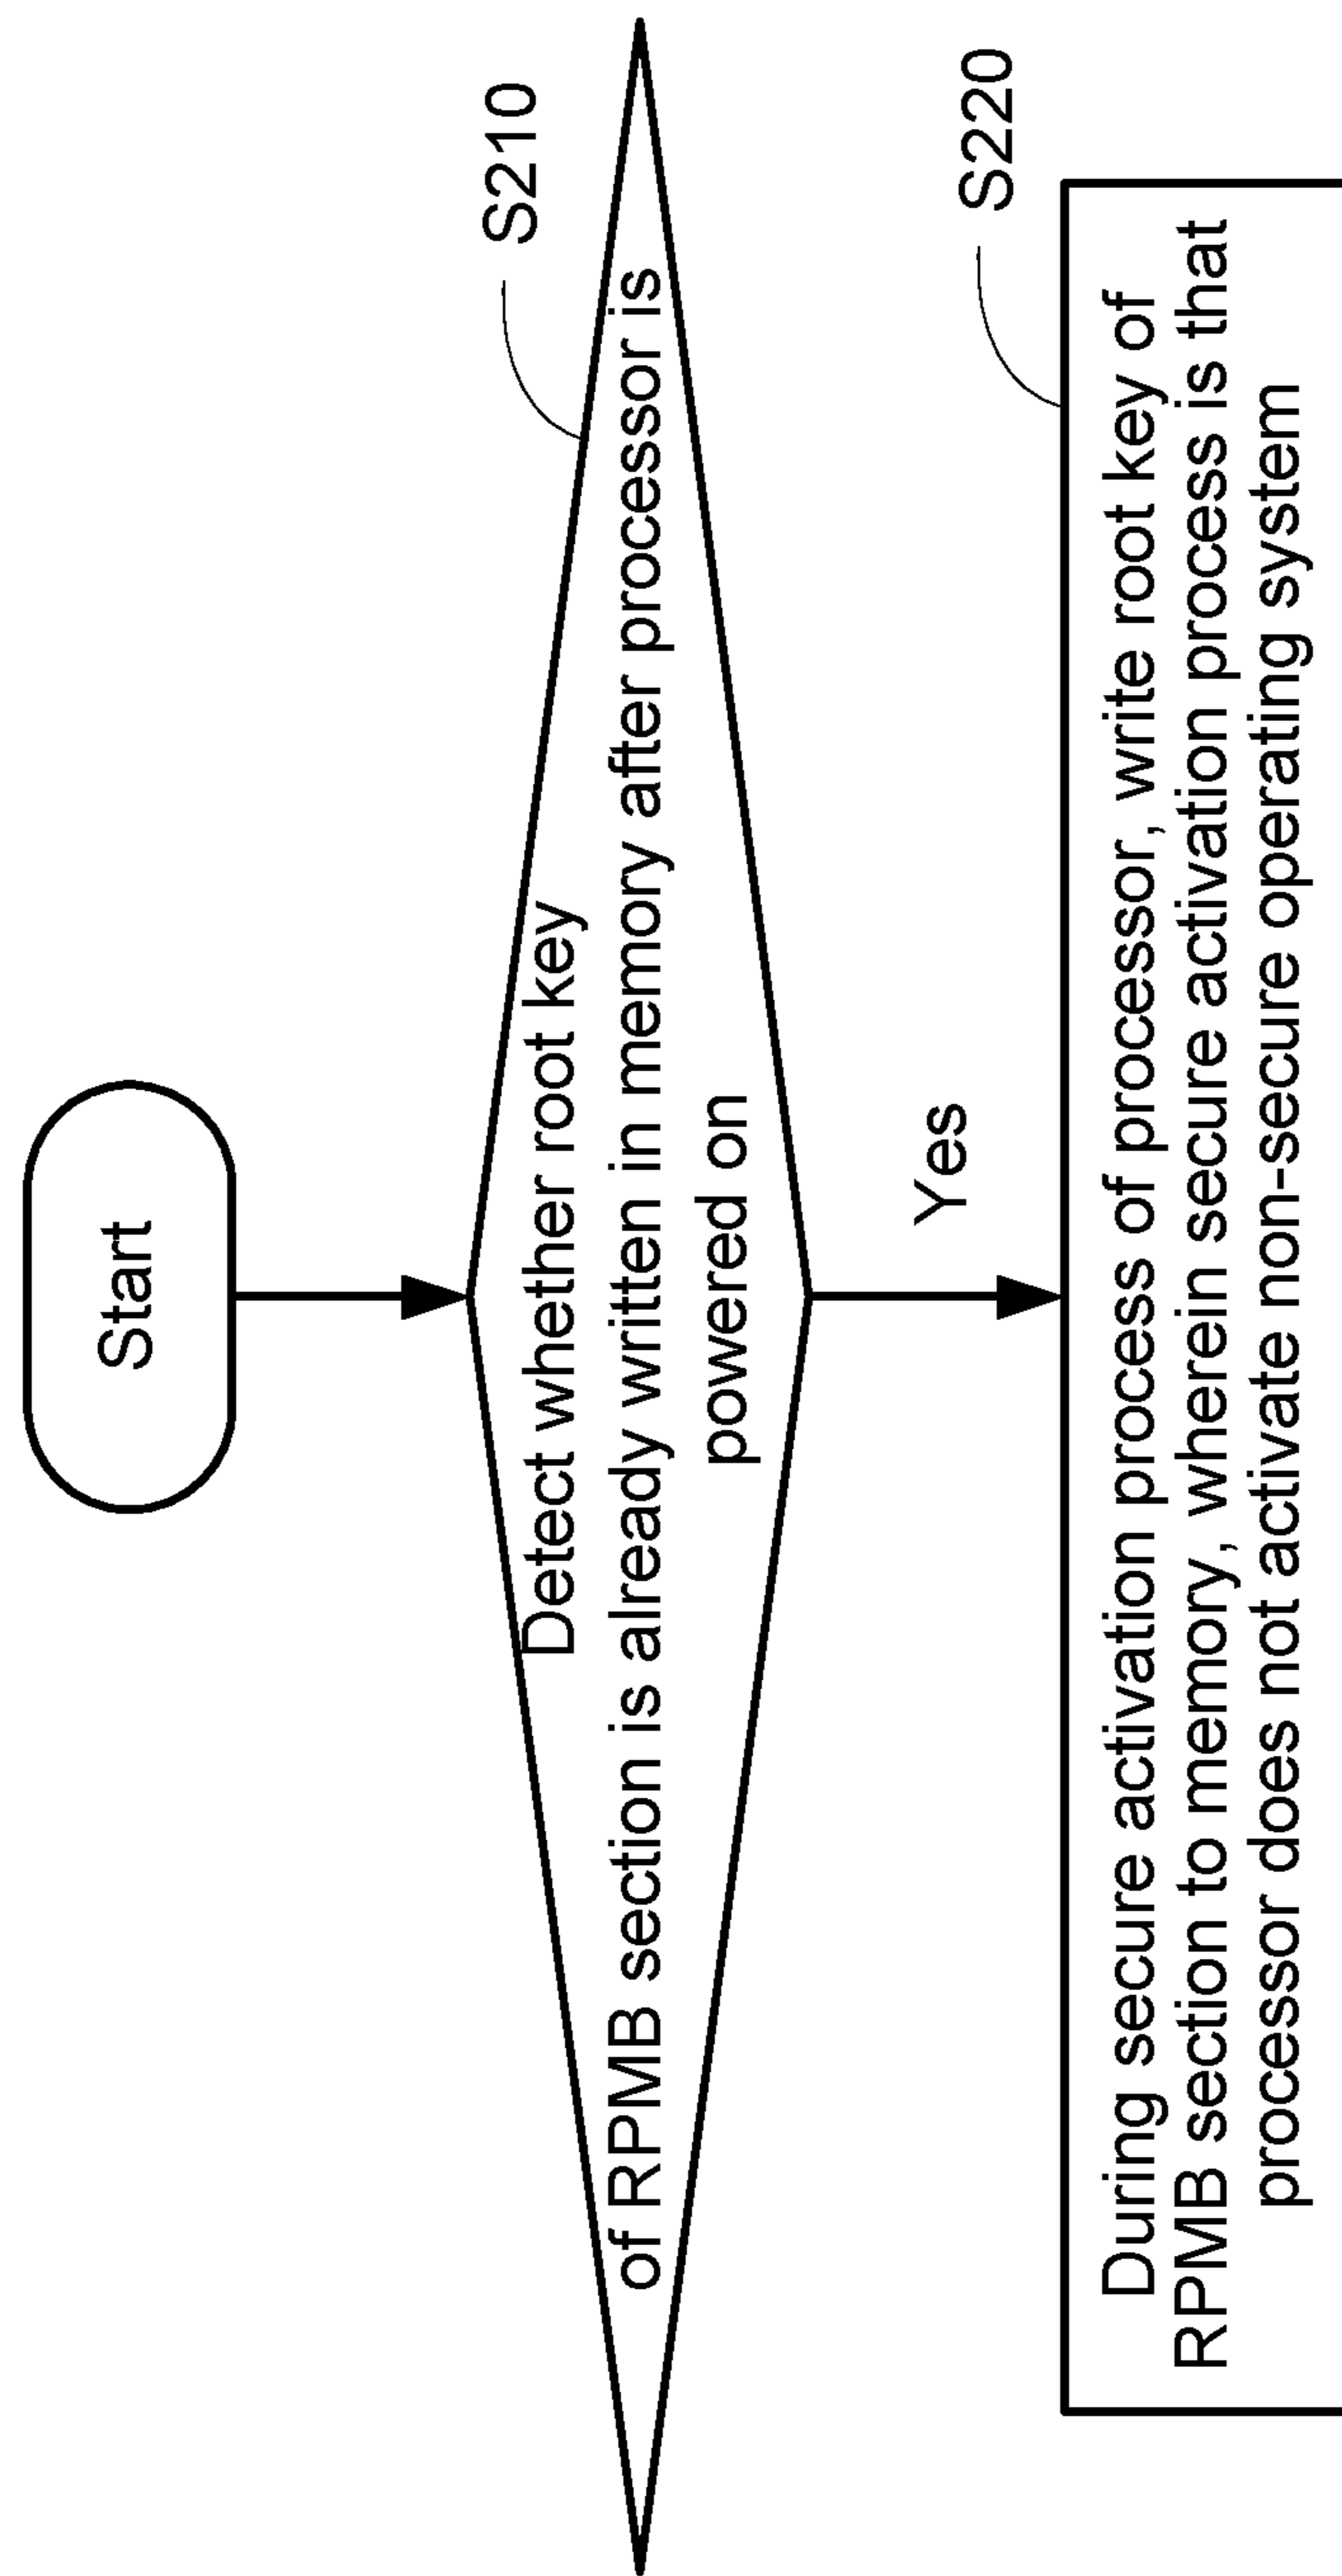 Start
S210
Detect whether root key
of RPMB section is already written in memory after processor is
powered on
Yes
S220
During secure activation process of processor, write root key of
RPMB section to memory, wherein secure activation process is that
processor does not activate non-secure operating system